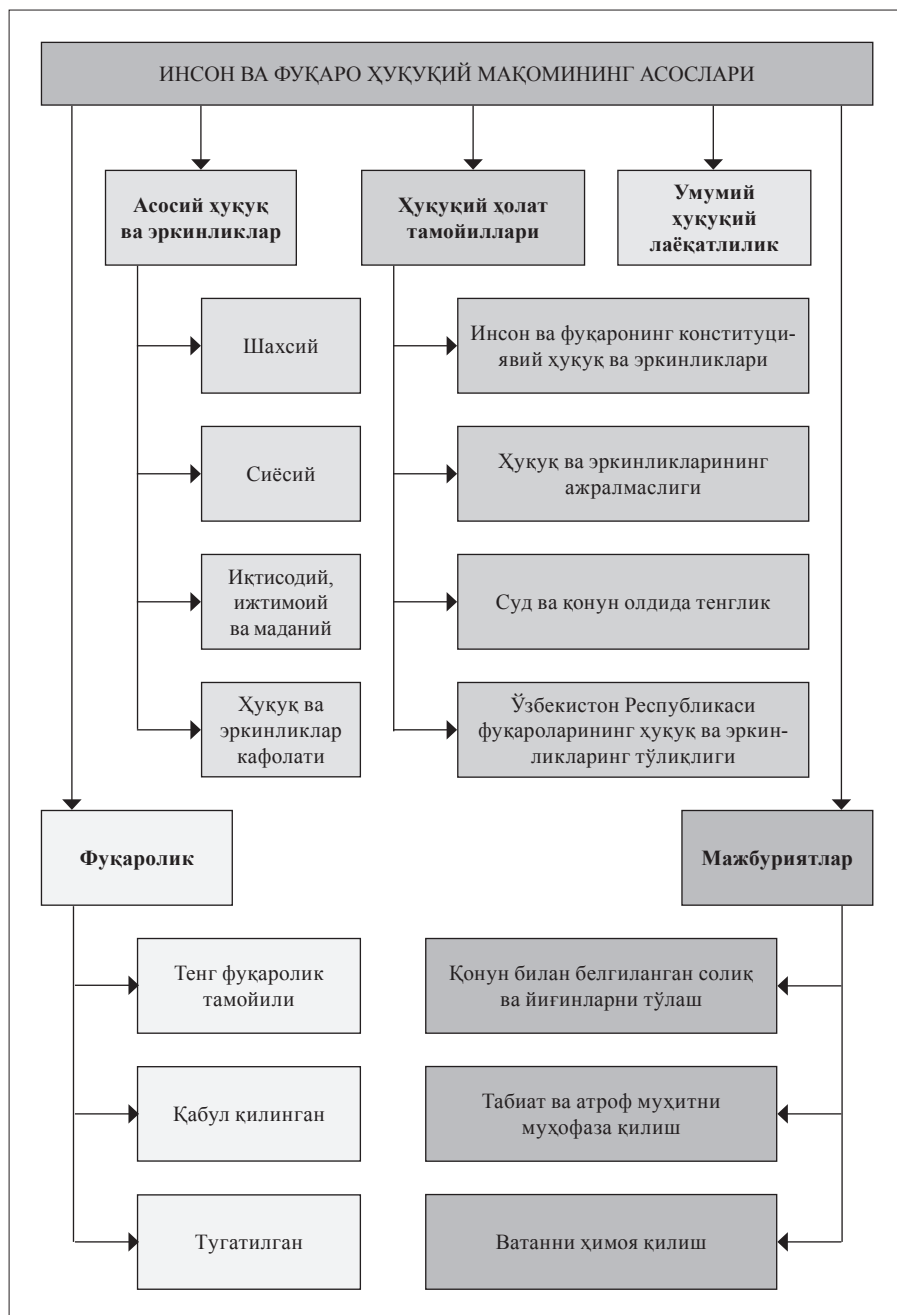 ИНСОН ВА ФУҚАРО ҲУҚУҚИЙ МАҚОМИНИНГ АСОСЛАРИ
Асосий ҳуқуқ
ва эркинликлар
Ҳуқуқий ҳолат
тамойиллари
Умумий
ҳуқуқий
лаёқатлилик
Шахсий
Инсон ва фуқаронинг конституци-
явий ҳуқуқ ва эркинликлари
Сиёсий
Ҳуқуқ ва эркинликларининг
ажралмаслиги
Иқтисодий,
ижтимоий
ва маданий
Суд ва қонун олдида тенглик
Ҳуқуқ ва
эркинликлар
кафолати
Ўзбекистон Республикаси
фуқароларининг ҳуқуқ ва эркин-
ликларинг тўлиқлиги
Фуқаролик
Мажбуриятлар
Тенг фуқаролик
тамойили
Қонун билан белгиланган солиқ
ва йиғинларни тўлаш
Қабул қилинган
Табиат ва атроф муҳитни
муҳофаза қилиш
Тугатилган
Ватанни ҳимоя қилиш